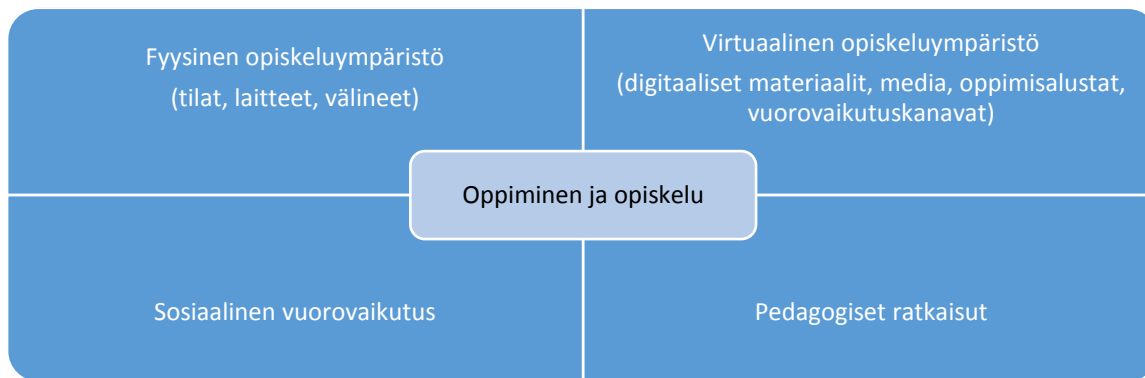 Fyysinen opiskeluympäristö
(tilat, laitteet, välineet)
Virtuaalinen opiskeluympäristö
(digitaaliset materiaalit, media, oppimisalustat,
vuorovaikutuskanavat)
Oppiminen ja opiskelu
Sosiaalinen vuorovaikutus
Pedagogiset ratkaisut